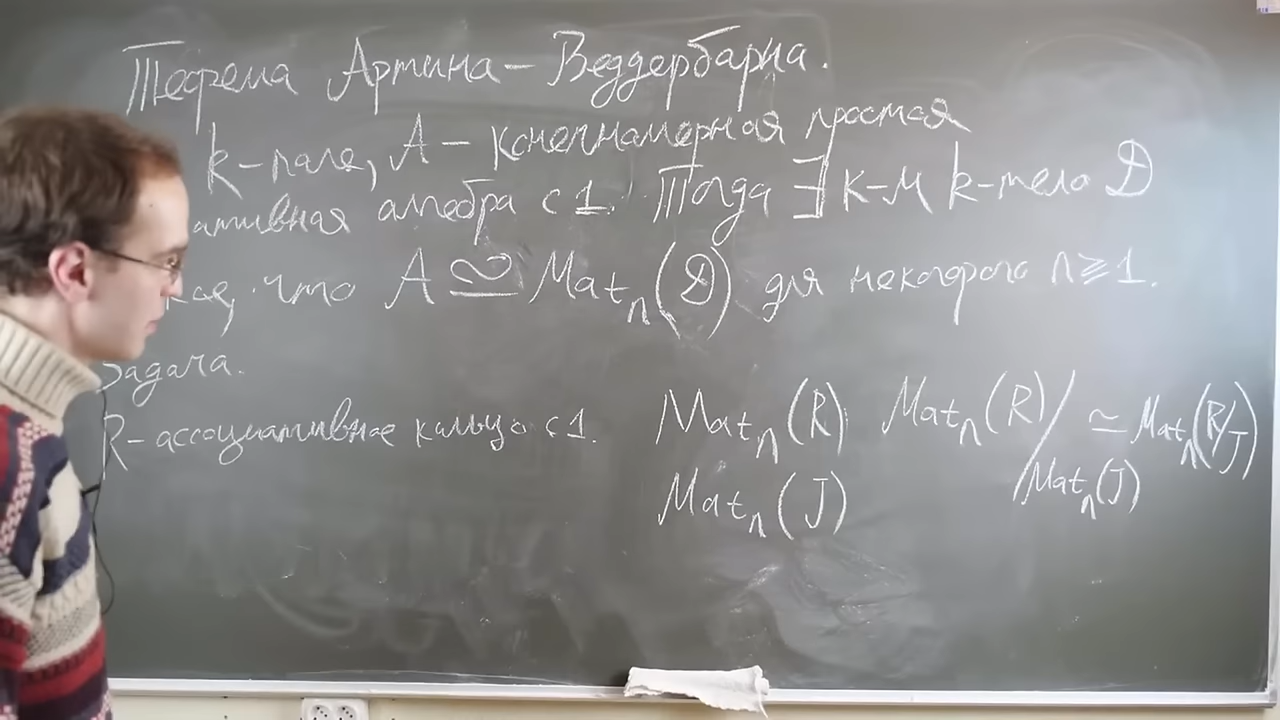 Теорема Артина – Веддербарна.
k – поле, A – конечномерная простая
ативная алгебра с 1. Тогда ∃ к-м k-тело D
кое, что A ≅ Matₙ(D) для некоторого n ⩾ 1.
Задача.
R – ассоциативное кольцо с 1.
Matₙ(R) Matₙ(R)/Matₙ(J) ≃ Matₙ(R/J)
Matₙ(J)